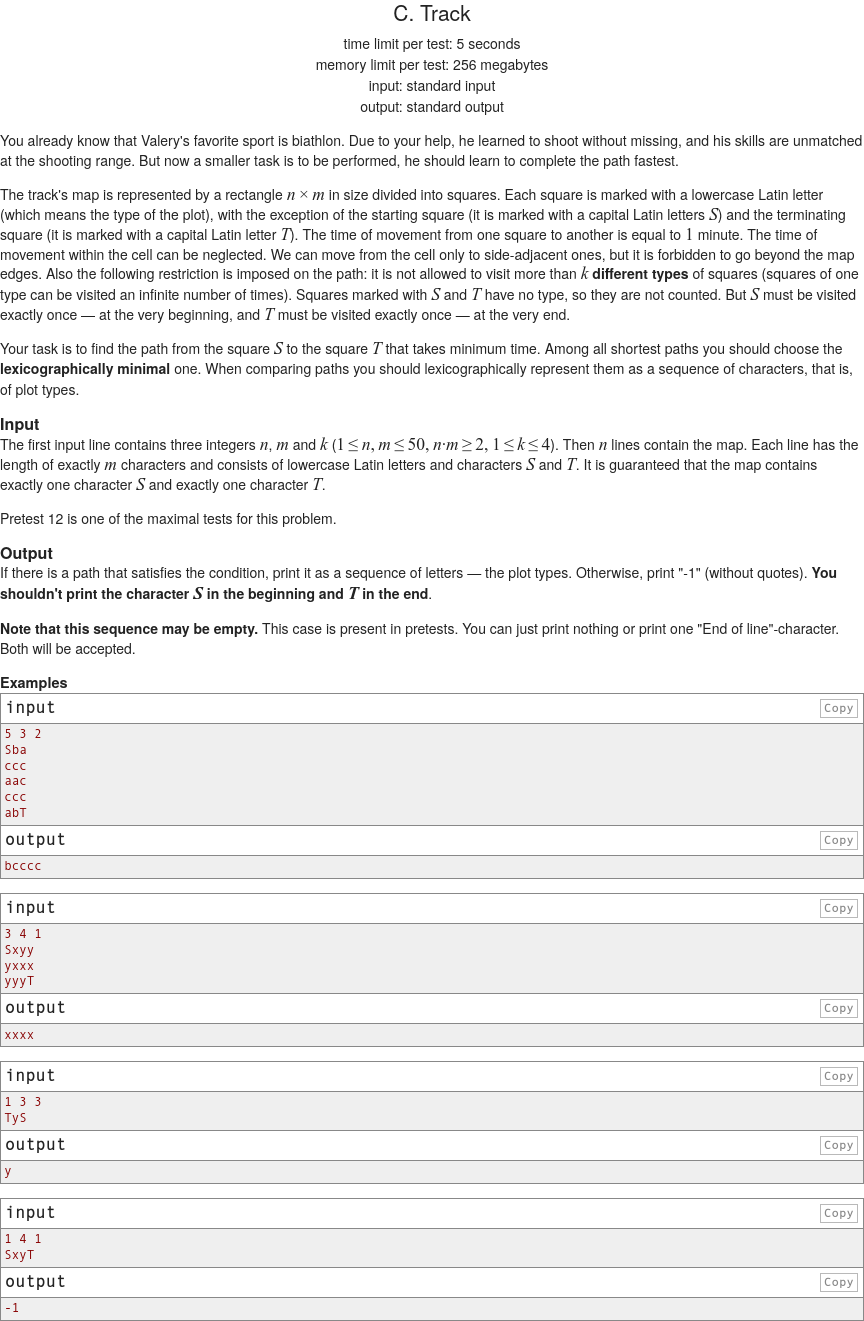 C. Track
time limit per test: 5 seconds
memory limit per test: 256 megabytes
input: standard input
output: standard output
You already know that Valery's favorite sport is biathlon. Due to your help, he learned to shoot without missing, and his skills are unmatched
at the shooting range. But now a smaller task is to be performed, he should learn to complete the path fastest.
The track's map is represented by a rectangle n × m in size divided into squares. Each square is marked with a lowercase Latin letter
(which means the type of the plot), with the exception of the starting square (it is marked with a capital Latin letters S) and the terminating
square (it is marked with a capital Latin letter T). The time of movement from one square to another is equal to 1 minute. The time of
movement within the cell can be neglected. We can move from the cell only to side-adjacent ones, but it is forbidden to go beyond the map
edges. Also the following restriction is imposed on the path: it is not allowed to visit more than k different types of squares (squares of one
type can be visited an infinite number of times). Squares marked with S and T have no type, so they are not counted. But S must be visited
exactly once — at the very beginning, and T must be visited exactly once — at the very end.
Your task is to find the path from the square S to the square T that takes minimum time. Among all shortest paths you should choose the
lexicographically minimal one. When comparing paths you should lexicographically represent them as a sequence of characters, that is,
of plot types.
Input
The first input line contains three integers n, m and k (1 ≤ n, m ≤ 50, n·m ≥ 2, 1 ≤ k ≤ 4). Then n lines contain the map. Each line has the
length of exactly m characters and consists of lowercase Latin letters and characters S and T. It is guaranteed that the map contains
exactly one character S and exactly one character T.
Pretest 12 is one of the maximal tests for this problem.
Output
If there is a path that satisfies the condition, print it as a sequence of letters — the plot types. Otherwise, print "-1" (without quotes). You
shouldn't print the character S in the beginning and T in the end.
Note that this sequence may be empty. This case is present in pretests. You can just print nothing or print one "End of line"-character.
Both will be accepted.
Examples
input Copy
5 3 2
Sba
ccc
aac
ccc
abT
output Copy
bcccc
input Copy
3 4 1
Sxyy
yxxx
yyyT
output Copy
xxxx
input Copy
1 3 3
TyS
output Copy
y
input Copy
1 4 1
SxyT
output Copy
-1